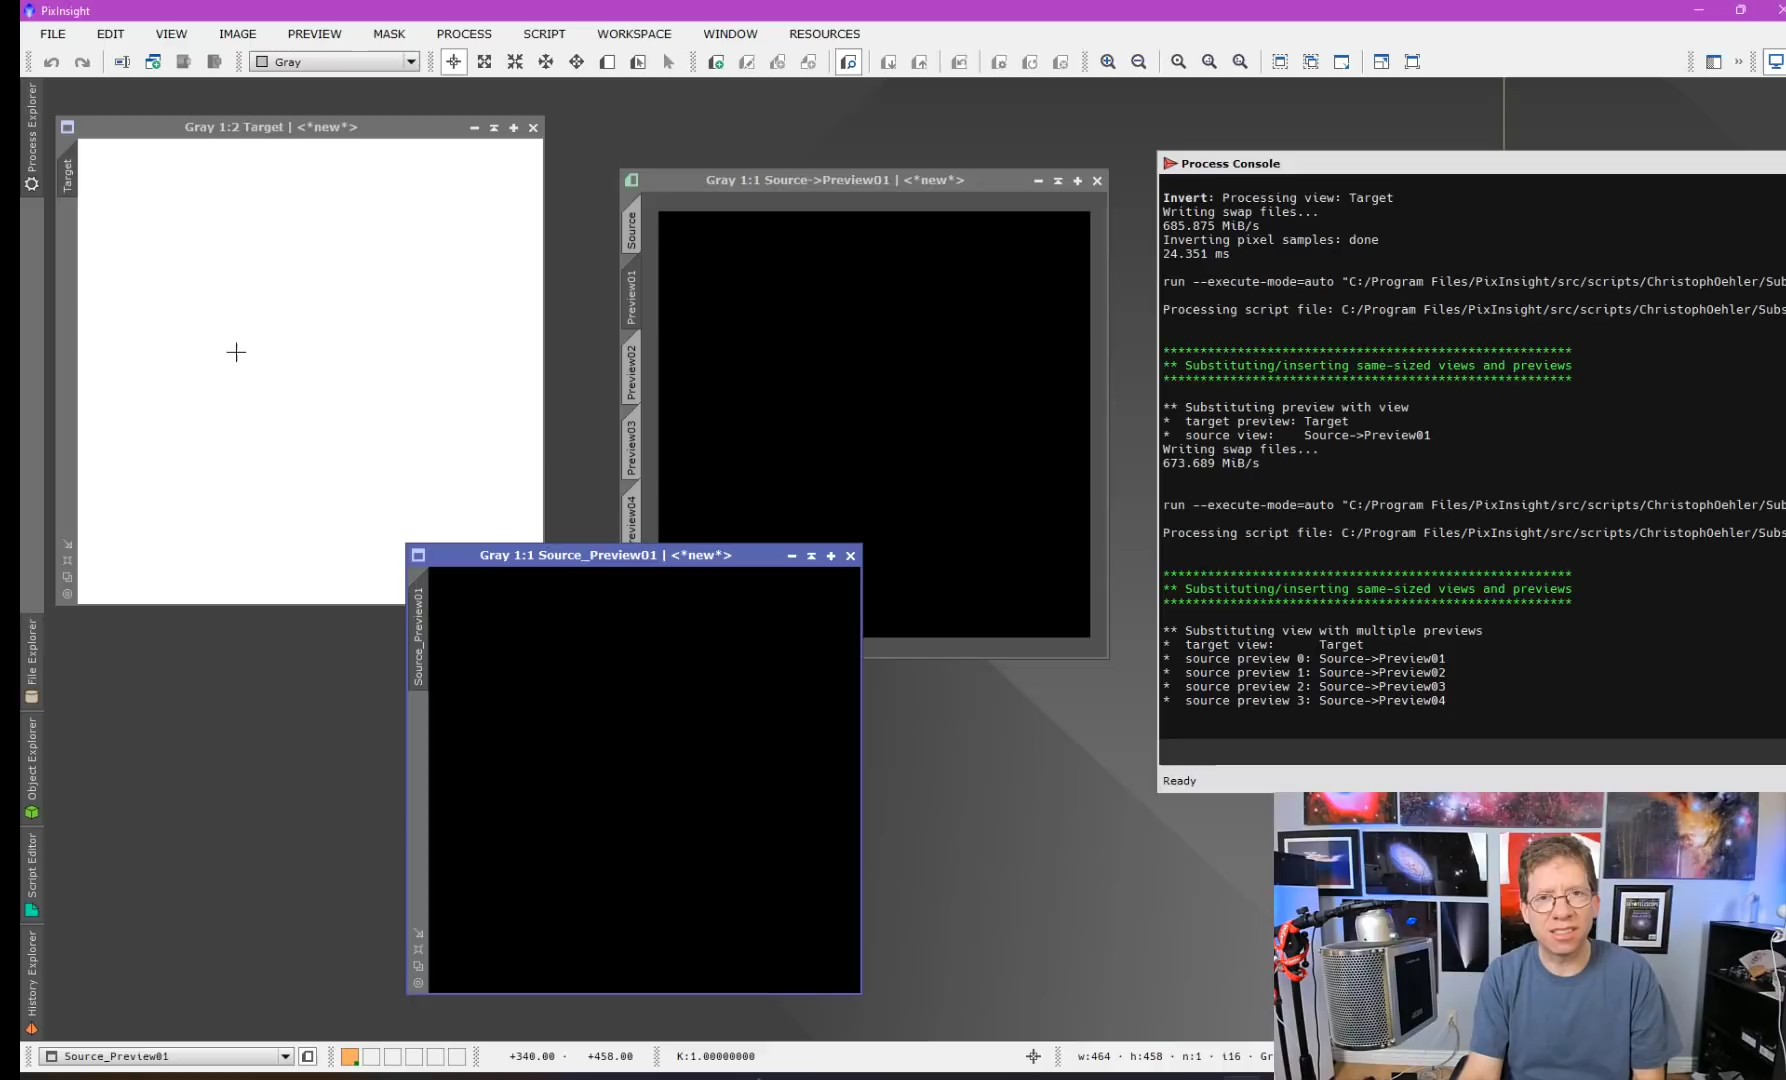 PixInsight
FILE EDIT VIEW IMAGE PREVIEW MASK PROCESS SCRIPT WORKSPACE WINDOW RESOURCES
Gray
Process Explorer
File Explorer
Object Explorer
Script Editor
History Explorer
Gray 1:2 Target | <*new*>
Target
Gray 1:1 Source->Preview01 | <*new*>
Source
Preview01
Preview02
Preview03
review04
Gray 1:1 Source_Preview01 | <*new*>
Source_Preview01
Process Console
Invert: Processing view: Target
Writing swap files...
685.875 MiB/s
Inverting pixel samples: done
24.351 ms
run --execute-mode=auto "C:/Program Files/PixInsight/src/scripts/ChristophOehler/Sub
Processing script file: C:/Program Files/PixInsight/src/scripts/ChristophOehler/Subs
*******************************************************
** Substituting/inserting same-sized views and previews
*******************************************************
** Substituting preview with view
* target preview: Target
* source view: Source->Preview01
Writing swap files...
673.689 MiB/s
run --execute-mode=auto "C:/Program Files/PixInsight/src/scripts/ChristophOehler/Sub
Processing script file: C:/Program Files/PixInsight/src/scripts/ChristophOehler/Subs
*******************************************************
** Substituting/inserting same-sized views and previews
*******************************************************
** Substituting view with multiple previews
* target view: Target
* source preview 0: Source->Preview01
* source preview 1: Source->Preview02
* source preview 2: Source->Preview03
* source preview 3: Source->Preview04
Ready
Source_Preview01
+340.00 · +458.00
K:1.00000000
w:464 · h:458 · n:1 · i16 · Gr